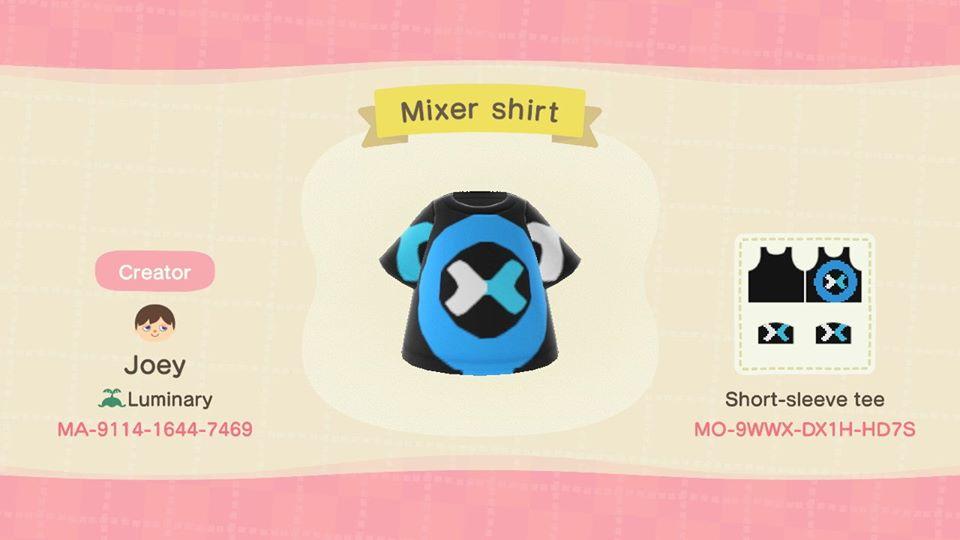 Mixer shirt
Creator
Joey
Luminary
MA-9114-1644-7469
Short-sleeve tee
MO-9WWX-DX1H-HD7S